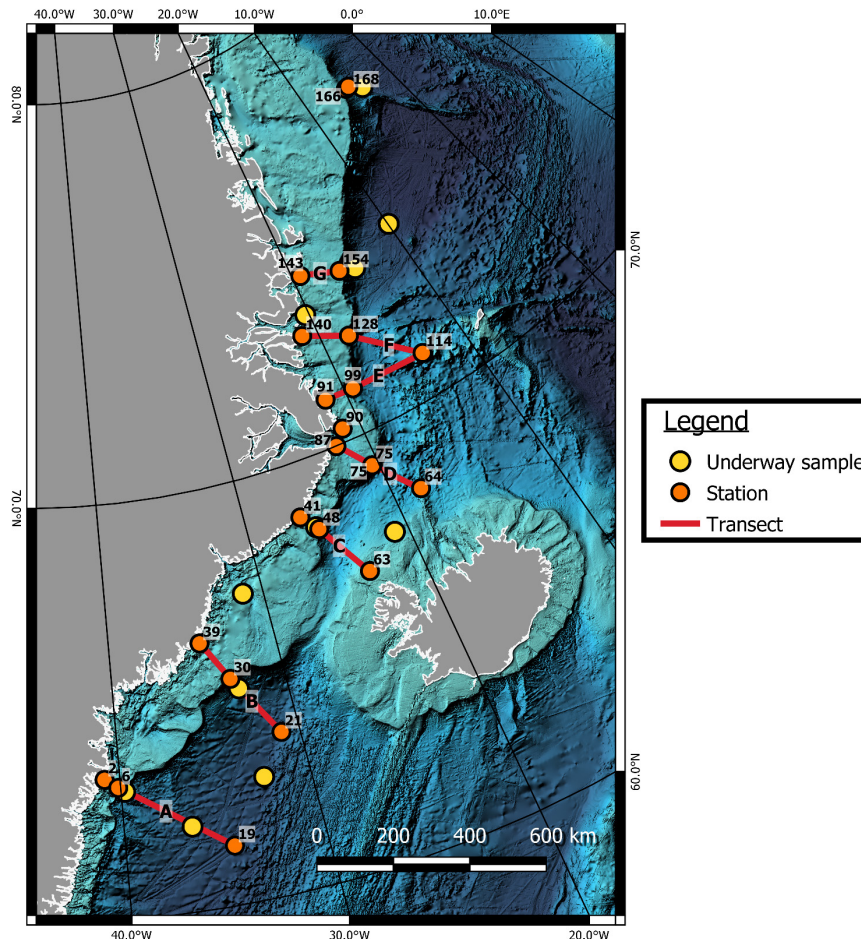 40.0°W 30.0°W 20.0°W 10.0°W 0.0° 10.0°E
80.0°N
168
166
70.0°N
143 G 154
140 128
F 114
99
E
91
90
87
75
75 D
64
70.0°N
41
48
C
63
39
30
B
21
2
6
A
19
60.0°N
0 200 400 600 km
40.0°W 30.0°W 20.0°W
Legend
Underway sample
Station
Transect